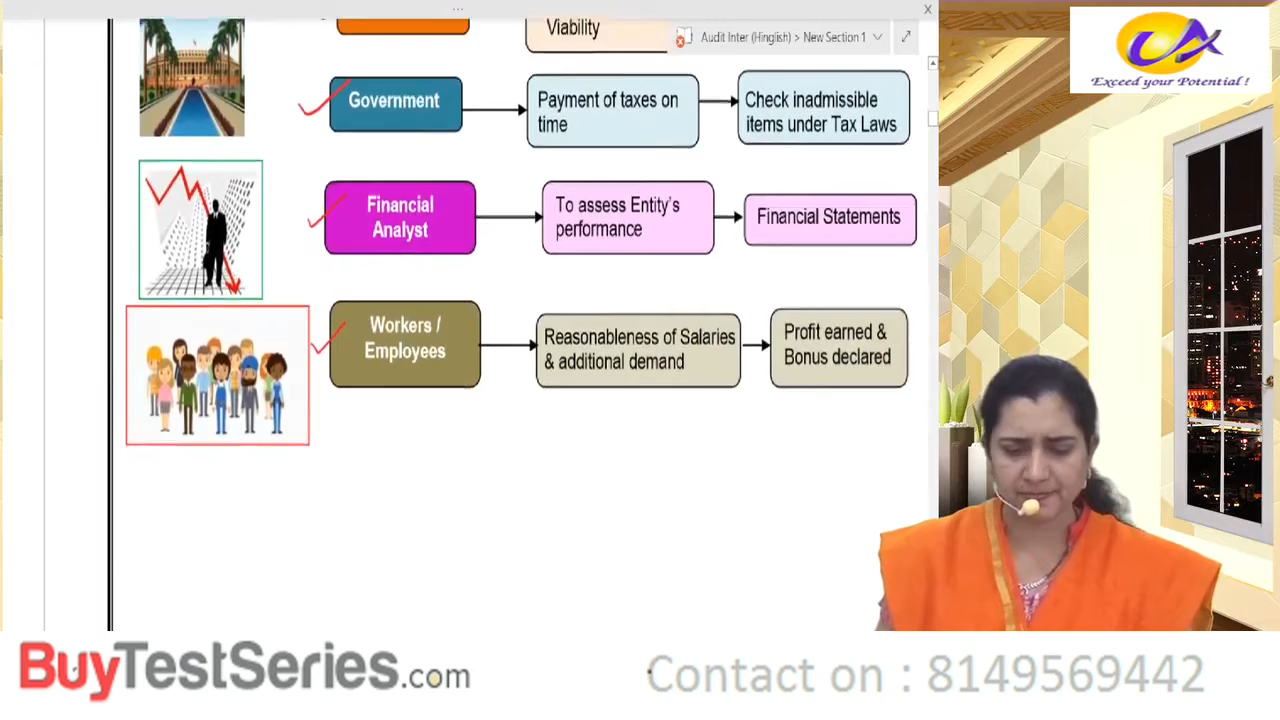 Viability
Audit Inter (Hinglish) > New Section 1
Government
Payment of taxes on
time
Check inadmissible
items under Tax Laws
Financial
Analyst
To assess Entity's
performance
Financial Statements
Workers /
Employees
Reasonableness of Salaries
& additional demand
Profit earned &
Bonus declared
Exceed your Potential !
BuyTestSeries.com
Contact on : 8149569442